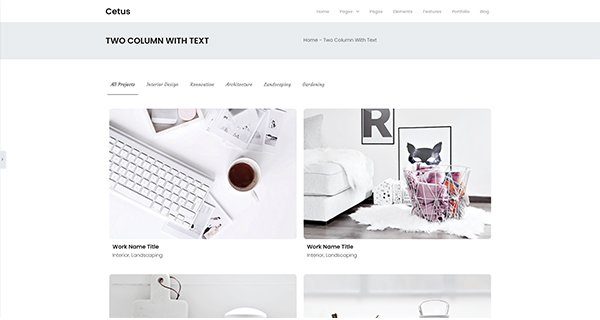 Cetus
Home Pages Pages Elements Features Portfolio Blog
TWO COLUMN WITH TEXT
Home - Two Column With Text
All Projects Interior Design Renovation Architecture Landscaping Gardening
R
Work Name Title
Interior, Landscaping
Work Name Title
Interior, Landscaping